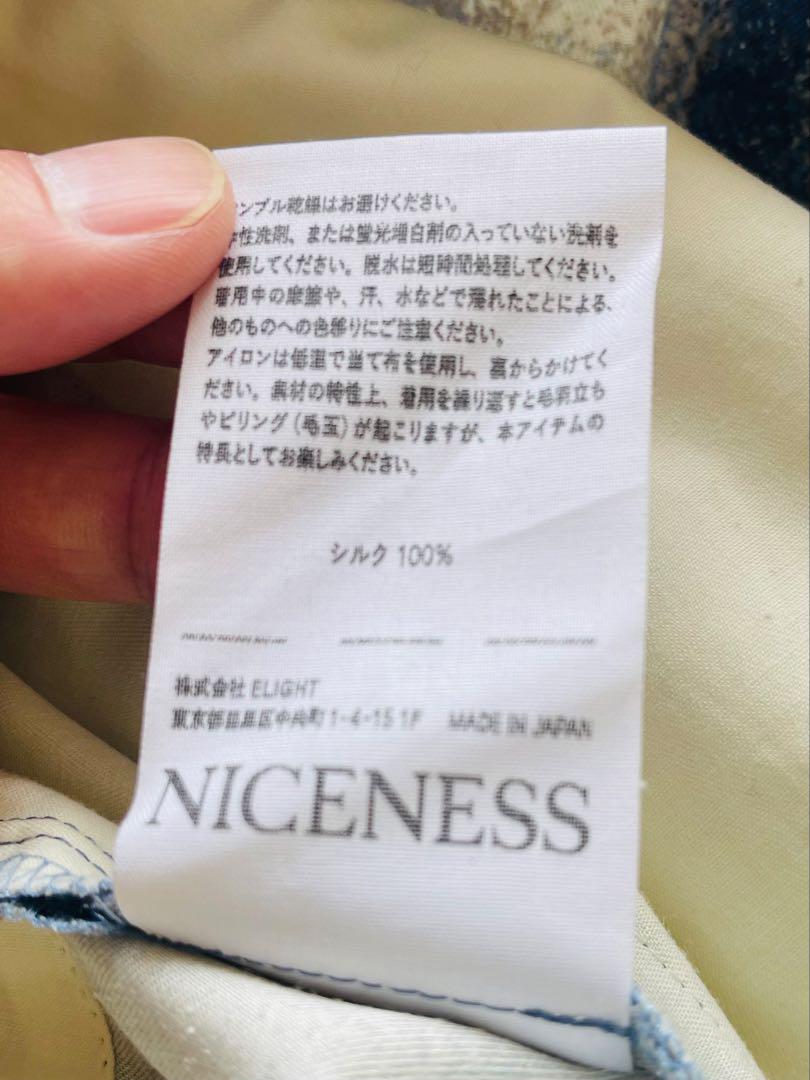 ンブル乾燥はお避けください。
性洗剤、または蛍光増白剤の入っていない洗剤を
使用してください。脱水は短時間処理してください。
着用中の摩擦や、汗、水などで濡れたことによる、
他のものへの色移りにご注意ください。
アイロンは低温で当て布を使用し、裏からかけてく
ださい。素材の特性上、着用を繰り返すと毛羽立ち
やピリング(毛玉)が起こりますが、本アイテムの
特長としてお楽しみください。
シルク 100%
株式会社 ELIGHT
東京都目黒区中央町1-4-15 1F MADE IN JAPAN
NICENESS